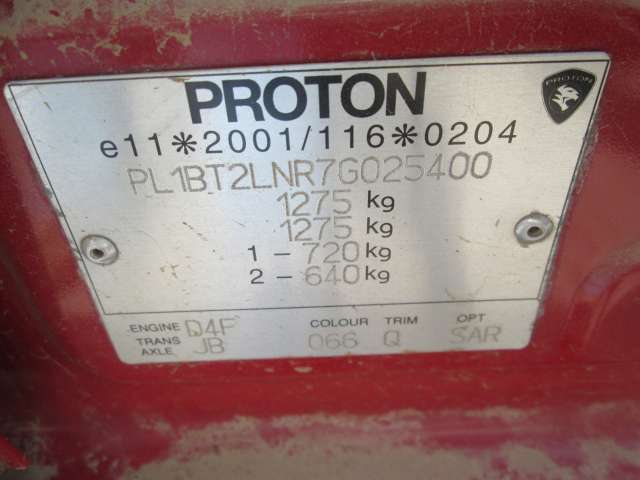 PROTON
PROTON
e11*2001/116*0204
PL1BT2LNR7G025400
1275 kg
1275 kg
1 - 720 kg
2 - 640 kg
ENGINE D4F COLOUR TRIM OPT
TRANS AXLE JB 066 Q SAR